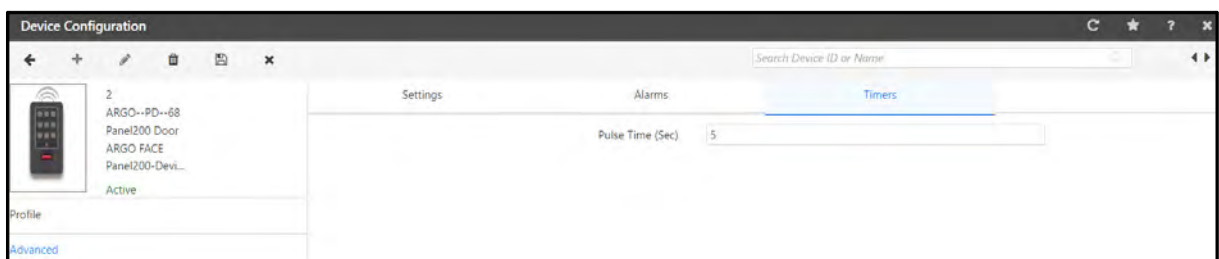 Device Configuration
Search Device ID or Name
2
ARGO--PD--68
Panel200 Door
ARGO FACE
Panel200-Devi...
Active
Profile
Advanced
Settings Alarms Timers
Pulse Time (Sec) 5